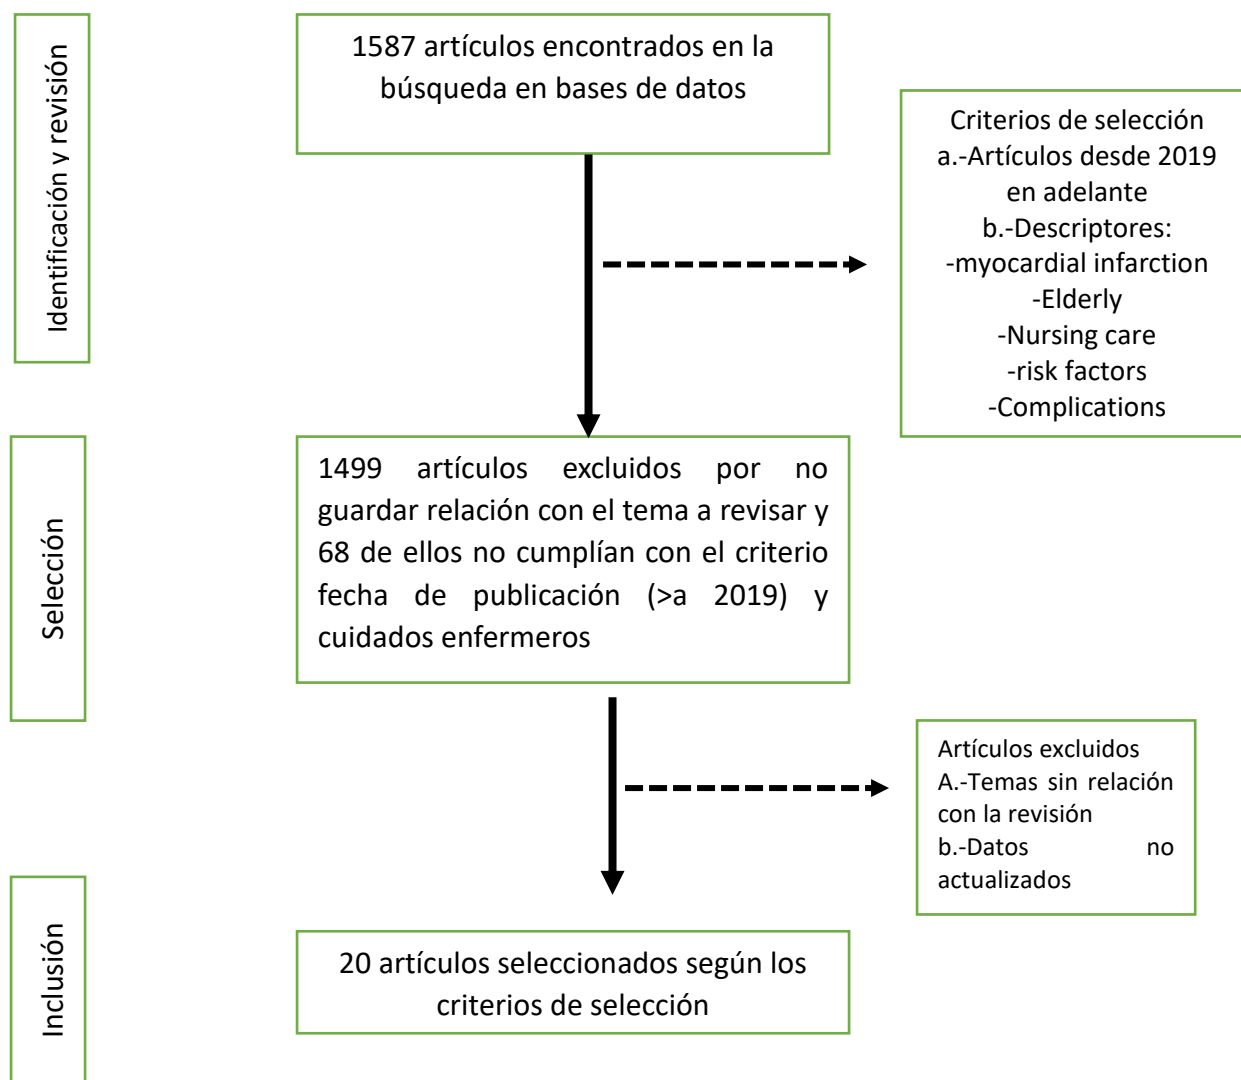 Identificación y revisión
1587 artículos encontrados en la
búsqueda en bases de datos
Criterios de selección
a.-Artículos desde 2019
en adelante
b.-Descriptores:
-myocardial infarction
-Elderly
-Nursing care
-risk factors
-Complications
Selección
1499 artículos excluidos por no
guardar relación con el tema a revisar y
68 de ellos no cumplían con el criterio
fecha de publicación (>a 2019) y
cuidados enfermeros
Artículos excluidos
A.-Temas sin relación
con la revisión
b.-Datos no
actualizados
Inclusión
20 artículos seleccionados según los
criterios de selección